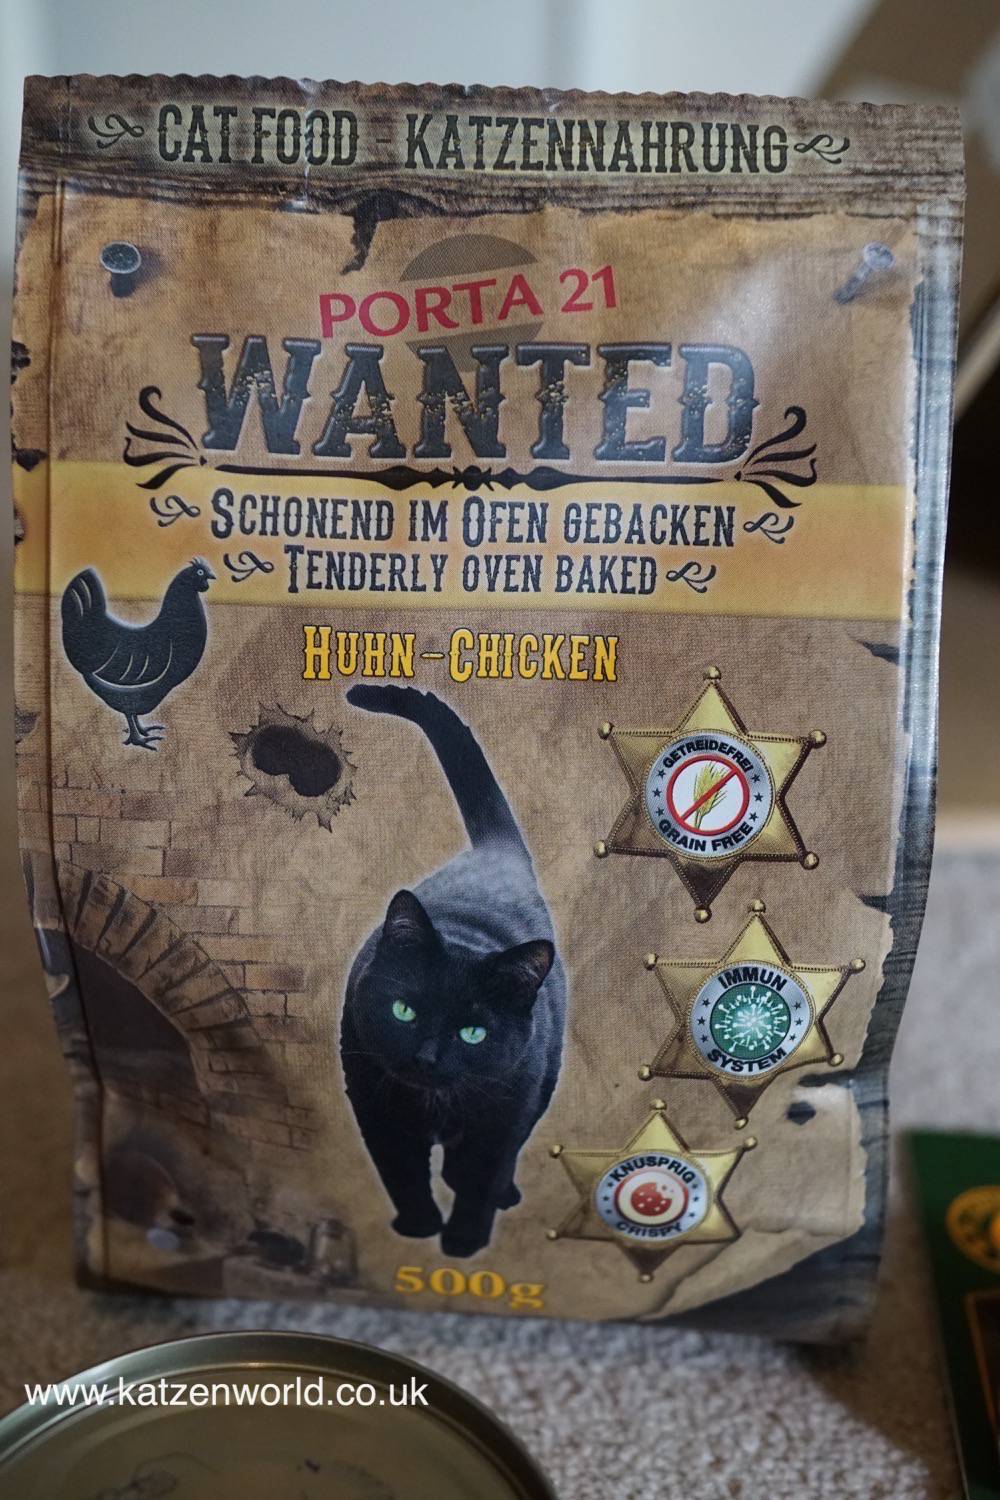 CAT FOOD - KATZENNAHRUNG
PORTA 21
WANTED
SCHONEND IM OFEN GEBACKEN
TENDERLY OVEN BAKED
HUHN-CHICKEN
GETREIDEFREI
GRAIN FREE
IMMUN
SYSTEM
KNUSPRIG
CRISPY
500g
www.katzenworld.co.uk